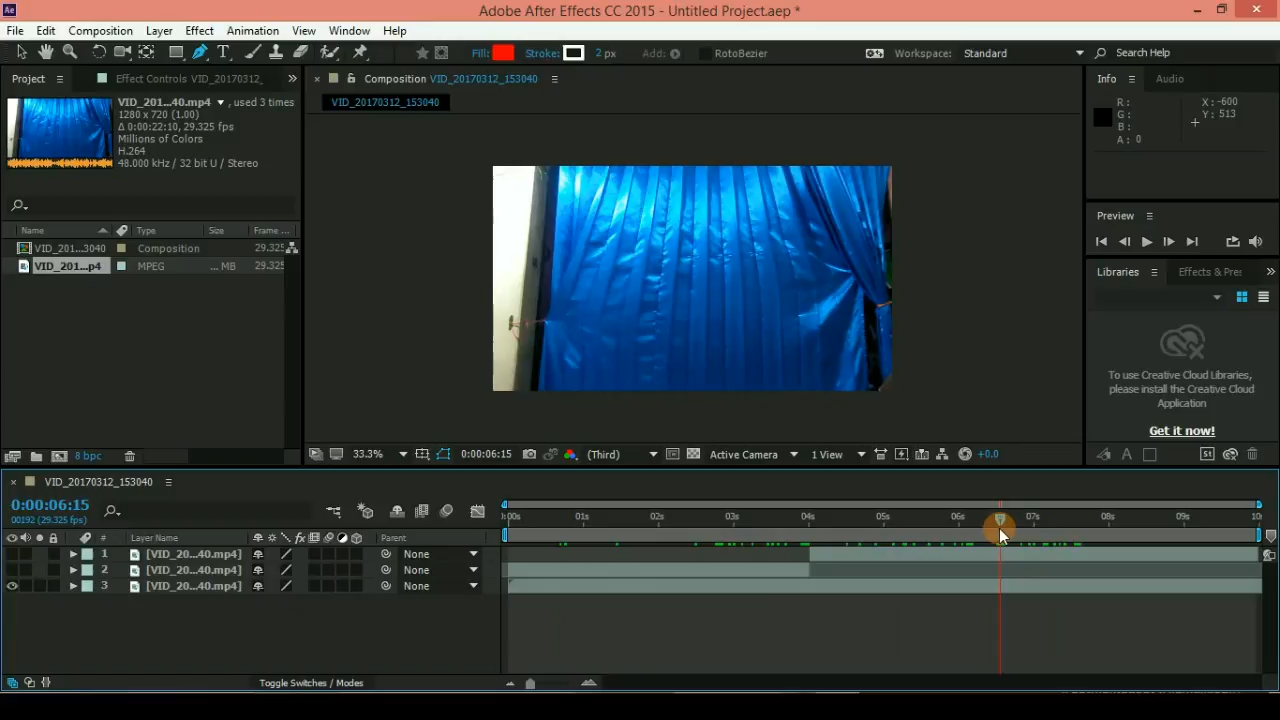 Adobe After Effects CC 2015 - Untitled Project.aep *
File Edit Composition Layer Effect Animation View Window Help
Fill: Stroke: 2 px Add: RotoBezier Workspace: Standard Search Help
Project Effect Controls VID_20170312_
VID_201...40.mp4 , used 3 times
1280 x 720 (1.00)
Δ 0:00:22:10, 29.325 fps
Millions of Colors
H.264
48.000 kHz / 32 bit U / Stereo
Name Type Size Frame ...
VID_201...3040 Composition 29.325
VID_201...p4 MPEG ... MB 29.325
8 bpc
Composition VID_20170312_153040
VID_20170312_153040
33.3% 0:00:06:15 (Third) Active Camera 1 View +0.0
Info Audio
R: X: -600
G: Y: 513
B:
A: 0
Preview
Libraries Effects & Pres
To use Creative Cloud Libraries,
please install the Creative Cloud
Application
Get it now!
VID_20170312_153040
0:00:06:15
00192 (29.325 fps)
# Layer Name Parent
1 [VID_20...40.mp4] None
2 [VID_20...40.mp4] None
3 [VID_20...40.mp4] None
:00s 01s 02s 03s 04s 05s 06s 07s 08s 09s 10s
Toggle Switches / Modes